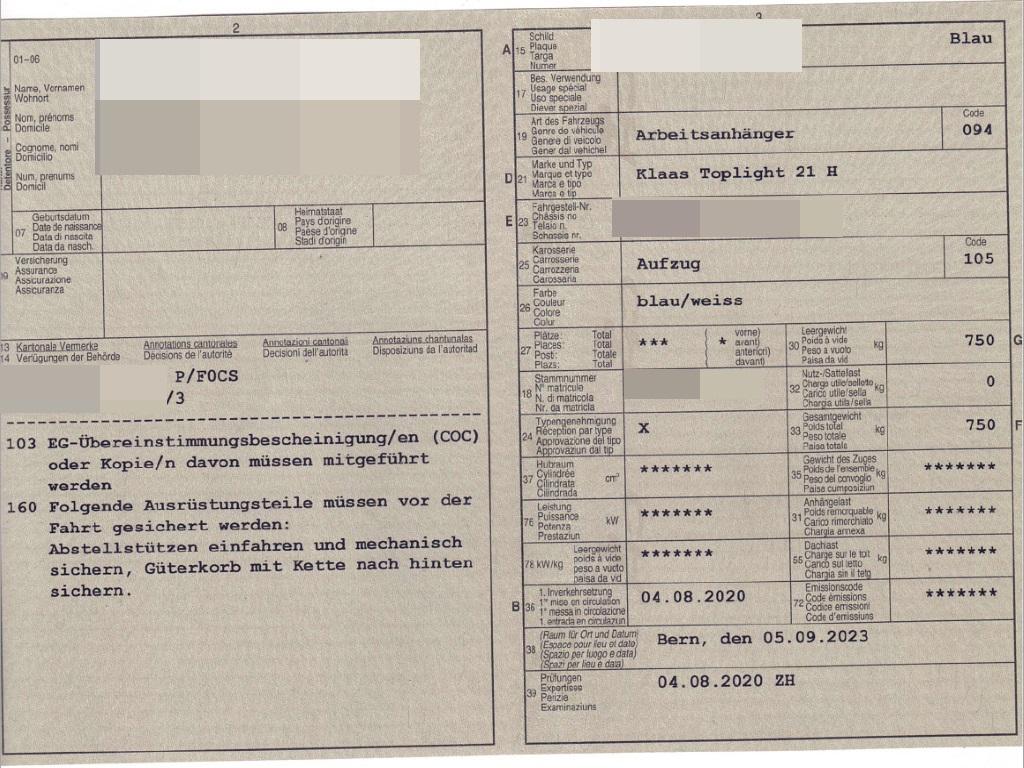 2
01-06
Name, Vornamen
Wohnort
Nom, prénoms
Domicile
Cognome, nomi
Domicilio
Num, prenums
Domicil
Detentore – Possessur
07
Geburtsdatum
Date de naissance
Data di nascita
Data da nasch.
08
Heimatstaat
Pays d'origine
Paese d'origine
Stadi d'origin
Versicherung
Assurance
Assicurazione
Assicuranza
13 Kantonale Vermerke
14 Verfügungen der Behörde
Annotations cantonales
Décisions de l'autorité
Annotazioni cantonali
Decisioni dell'autorità
Annotaziuns chantunalas
Disposiziuns da l'autoritad
P/F0CS
/3
103 EG-Übereinstimmungsbescheinigung/en (COC)
oder Kopie/n davon müssen mitgeführt
werden
160 Folgende Ausrüstungsteile müssen vor der
Fahrt gesichert werden:
Abstellstützen einfahren und mechanisch
sichern, Güterkorb mit Kette nach hinten
sichern.
3
A 15
Schild
Plaque
Targa
Numer
Blau
17
Bes. Verwendung
Usage spécial
Uso speciale
Diever spezial
19
Art des Fahrzeugs
Genre de véhicule
Genere di veicolo
Gener dal vehichel
Arbeitsanhänger
Code
094
D 21
Marke und Typ
Marque et type
Marca e tipo
Marca e tip
Klaas Toplight 21 H
E 23
Fahrgestell-Nr.
Châssis no
Telaio n.
Schassis nr.
25
Karosserie
Carrosserie
Carrozzeria
Carossaria
Aufzug
Code
105
26
Farbe
Couleur
Colore
Colur
blau/weiss
27
Plätze: Total
Places: Total
Posti: Totale
Plazs: Total
***
( * vorne)
( avant)
( anteriori)
( davant)
30
Leergewicht
Poids à vide
Peso a vuoto
Paisa da vid
kg
750
G
18
Stammnummer
N° matricule
N. di matricola
Nr. da matricla
32
Nutz-/Sattellast
Charge utile/sellette
Carico utile/sella
Chargia utila/sella
kg
0
24
Typengenehmigung
Réception par type
Approvazione del tipo
Approvaziun dal tip
X
33
Gesamtgewicht
Poids total
Peso totale
Paisa totala
kg
750
F
37
Hubraum
Cylindrée
Cilindrata
Cilindrada
cm³
*******
35
Gewicht des Zuges
Poids de l'ensemble
Peso del convoglio
Paisa cumposiziun
kg
*******
76
Leistung
Puissance
Potenza
Prestaziun
kW
*******
31
Anhängelast
Poids remorquable
Carico rimorchiato
Chargia annexa
kg
*******
78 kW/kg
Leergewicht
poids à vide
peso a vuoto
paisa da vid
*******
55
Dachlast
Charge sur le toit
Carico sul tetto
Chargia sin il tetg
kg
*******
B 36
1. Inverkehrsetzung
1re mise en circulation
1a messa in circolazione
1. entrada en circulaziun
04.08.2020
72
Emissionscode
Code émissions
Codice emissioni
Code d'emissiuns
*******
38
(Raum für Ort und Datum)
(Espace pour lieu et date)
(Spazio per luogo e data)
(Spazi per lieu e data)
Bern, den 05.09.2023
39
Prüfungen
Expertises
Perizie
Examinaziuns
04.08.2020 ZH